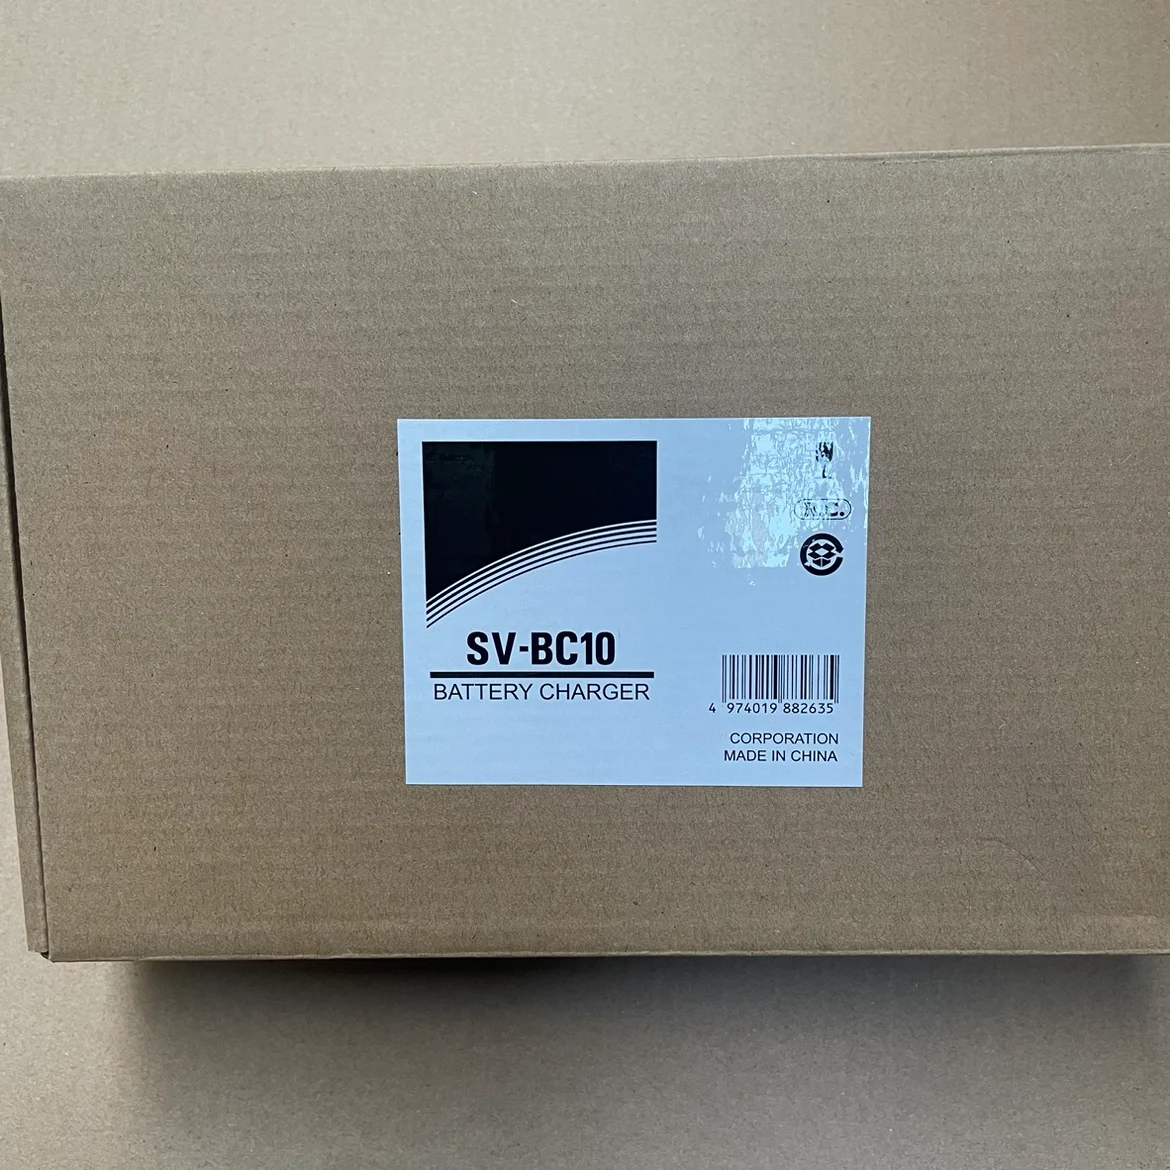 SV-BC10
BATTERY CHARGER
4 974019 882635
CORPORATION
MADE IN CHINA